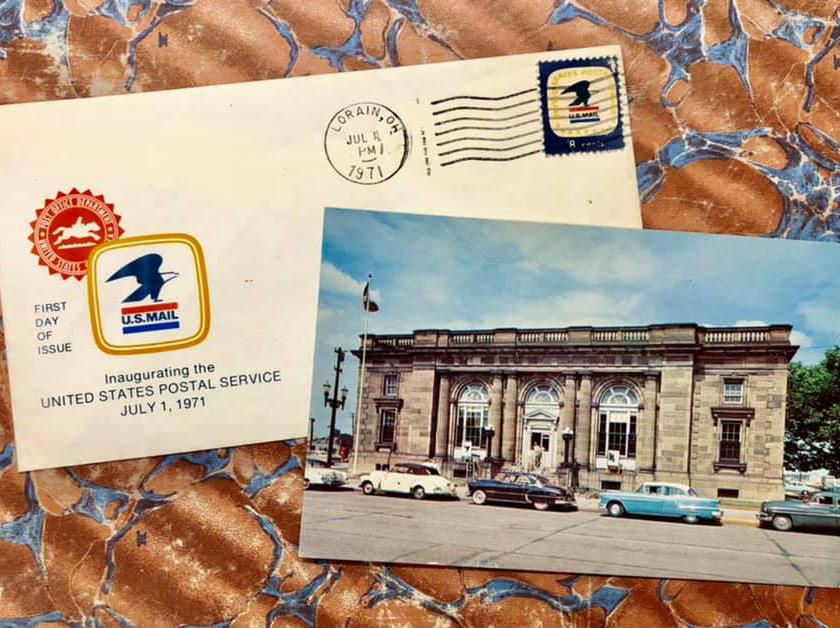 LORAIN, OH
JUL 1
PM
1971
U.S. MAIL
8 cents
POST OFFICE DEPARTMENT
UNITED STATES
U.S.MAIL
FIRST
DAY
OF
ISSUE
Inaugurating the
UNITED STATES POSTAL SERVICE
JULY 1, 1971